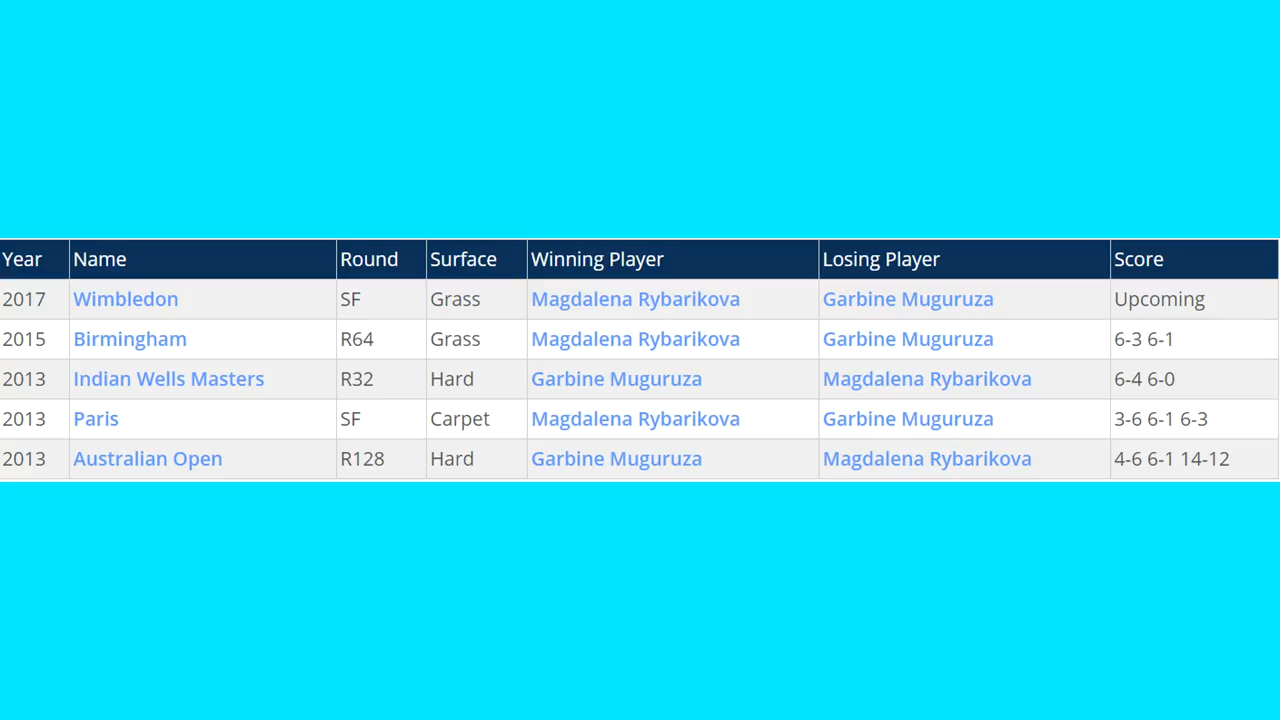 Year Name Round Surface Winning Player Losing Player Score
2017 Wimbledon SF Grass Magdalena Rybarikova Garbine Muguruza Upcoming
2015 Birmingham R64 Grass Magdalena Rybarikova Garbine Muguruza 6-3 6-1
2013 Indian Wells Masters R32 Hard Garbine Muguruza Magdalena Rybarikova 6-4 6-0
2013 Paris SF Carpet Magdalena Rybarikova Garbine Muguruza 3-6 6-1 6-3
2013 Australian Open R128 Hard Garbine Muguruza Magdalena Rybarikova 4-6 6-1 14-12